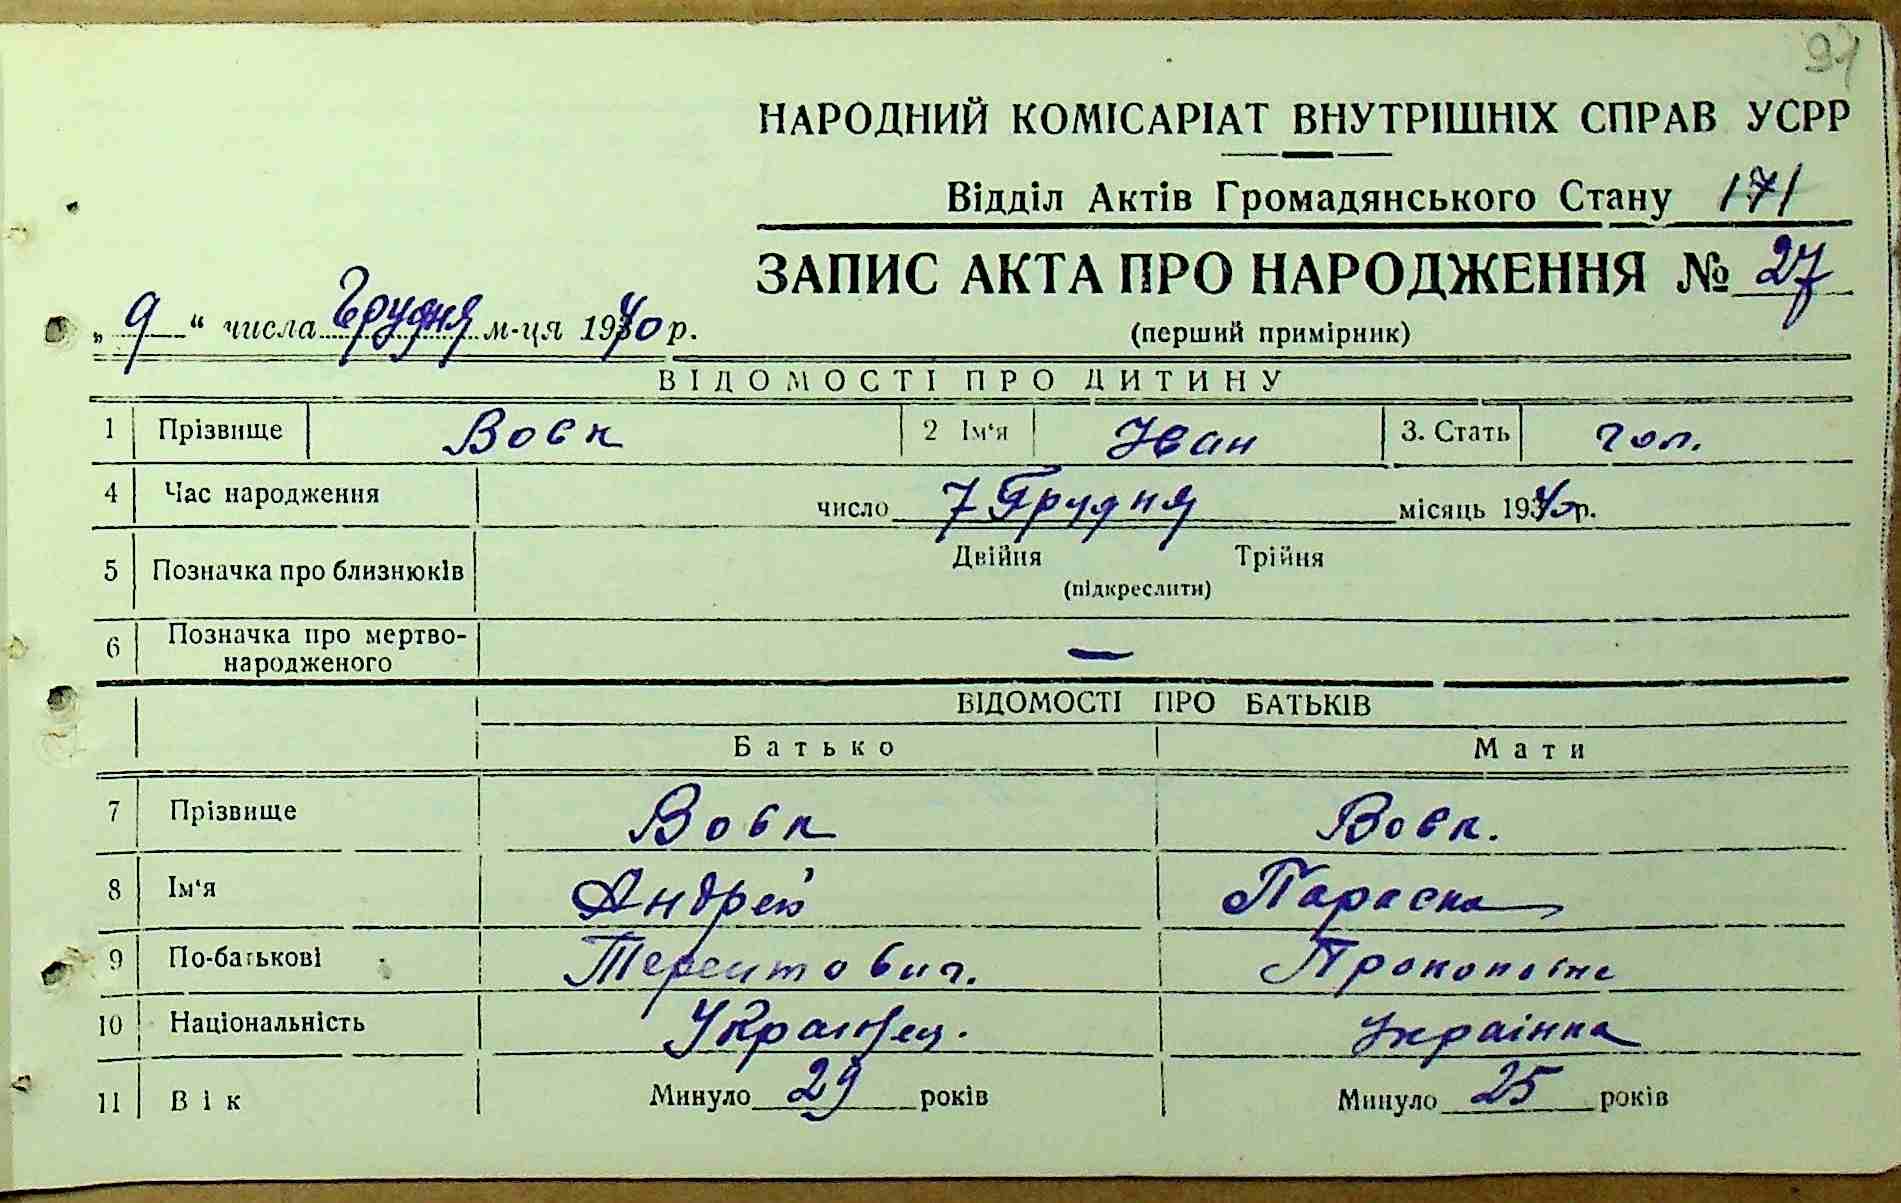 91
НАРОДНИЙ КОМІСАРІАТ ВНУТРІШНІХ СПРАВ УСРР
Відділ Актів Громадянського Стану 171
ЗАПИС АКТА ПРО НАРОДЖЕННЯ № 27
„ 9 “ числа Грудня м-ця 1940 р.
(перший примірник)
ВІДОМОСТІ ПРО ДИТИНУ
1 Прізвище Вовк 2 Ім‘я Іван 3. Стать чол.
4 Час народження число 7 Грудня місяць 1940 р.
5 Позначка про близнюків Двійня Трійня
(підкреслити)
6 Позначка про мертво-
народженого —
ВІДОМОСТІ ПРО БАТЬКІВ
Батько Мати
7 Прізвище Вовк Вовк.
8 Ім‘я Андрей Параска
9 По-батькові Терентович. Прокопівна
10 Національність Українец. Українка
11 Вік Минуло 29 років Минуло 25 років